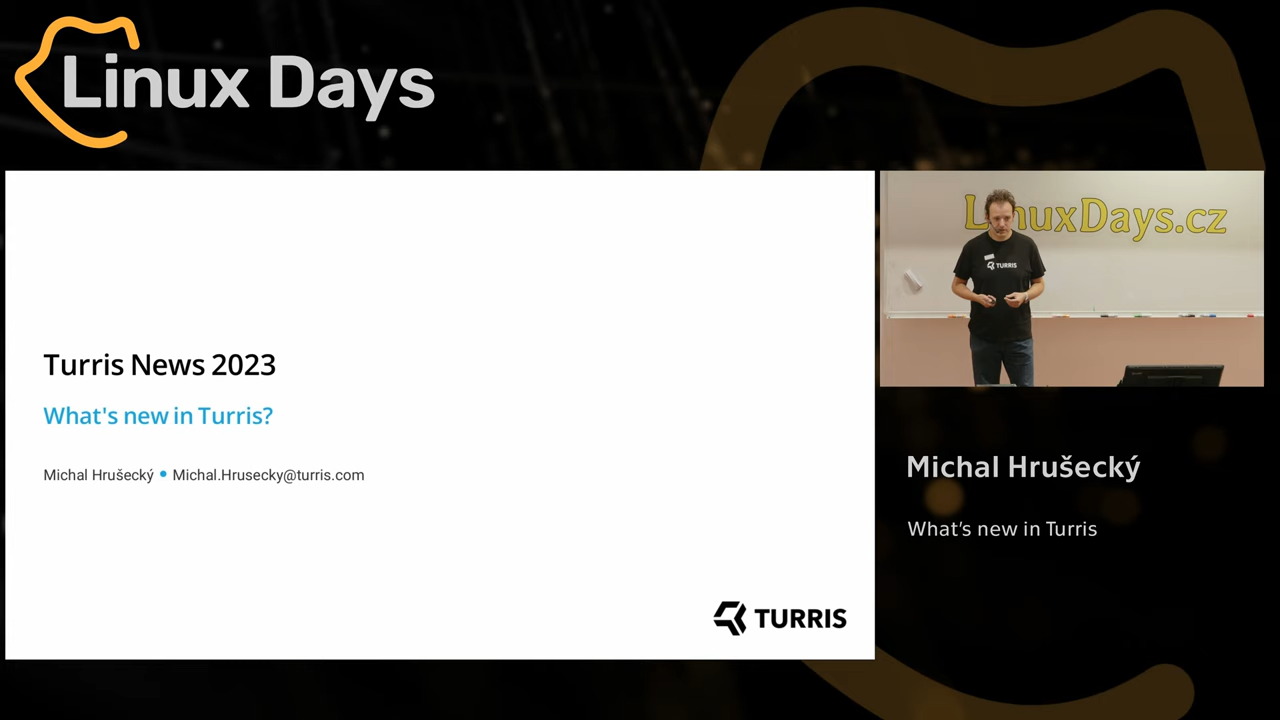 Linux Days
Turris News 2023
What's new in Turris?
Michal Hrušecký • Michal.Hrusecky@turris.com
TURRIS
LinuxDays.cz
TURRIS
Michal Hrušecký
What's new in Turris